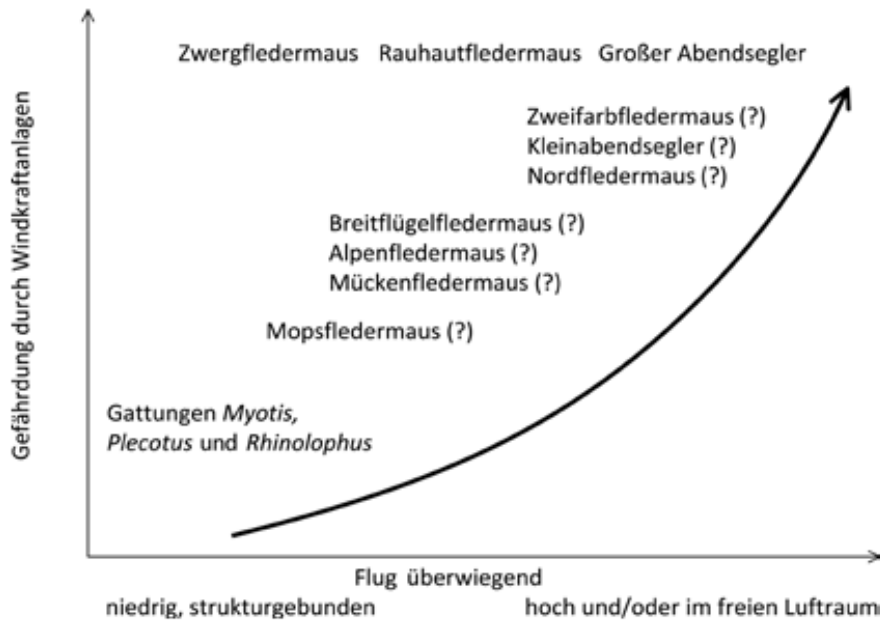 Gefährdung durch Windkraftanlagen
Zwergfledermaus Rauhautfledermaus Großer Abendsegler
Zweifarbfledermaus (?)
Kleinabendsegler (?)
Nordfledermaus (?)
Breitflügelfledermaus (?)
Alpenfledermaus (?)
Mückenfledermaus (?)
Mopsfledermaus (?)
Gattungen Myotis,
Plecotus und Rhinolophus
Flug überwiegend
niedrig, strukturgebunden hoch und/oder im freien Luftraum